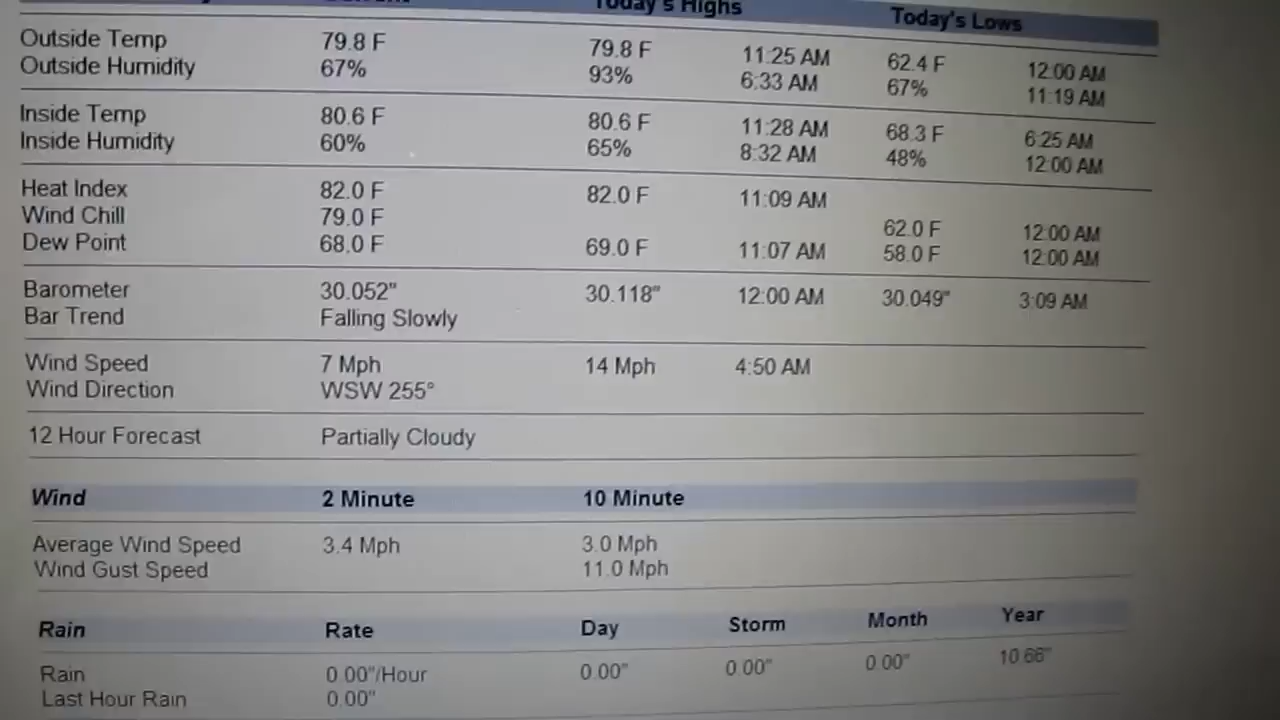 Today's Highs Today's Lows
Outside Temp 79.8 F 79.8 F 11:25 AM 62.4 F 12:00 AM
Outside Humidity 67% 93% 6:33 AM 67% 11:19 AM
Inside Temp 80.6 F 80.6 F 11:28 AM 68.3 F 6:25 AM
Inside Humidity 60% 65% 8:32 AM 48% 12:00 AM
Heat Index 82.0 F 82.0 F 11:09 AM
Wind Chill 79.0 F 62.0 F 12:00 AM
Dew Point 68.0 F 69.0 F 11:07 AM 58.0 F 12:00 AM
Barometer 30.052" 30.118" 12:00 AM 30.049" 3:09 AM
Bar Trend Falling Slowly
Wind Speed 7 Mph 14 Mph 4:50 AM
Wind Direction WSW 255°
12 Hour Forecast Partially Cloudy
Wind 2 Minute 10 Minute
Average Wind Speed 3.4 Mph 3.0 Mph
Wind Gust Speed 11.0 Mph
Rain Rate Day Storm Month Year
Rain 0.00"/Hour 0.00" 0.00" 0.00" 10.66"
Last Hour Rain 0.00"